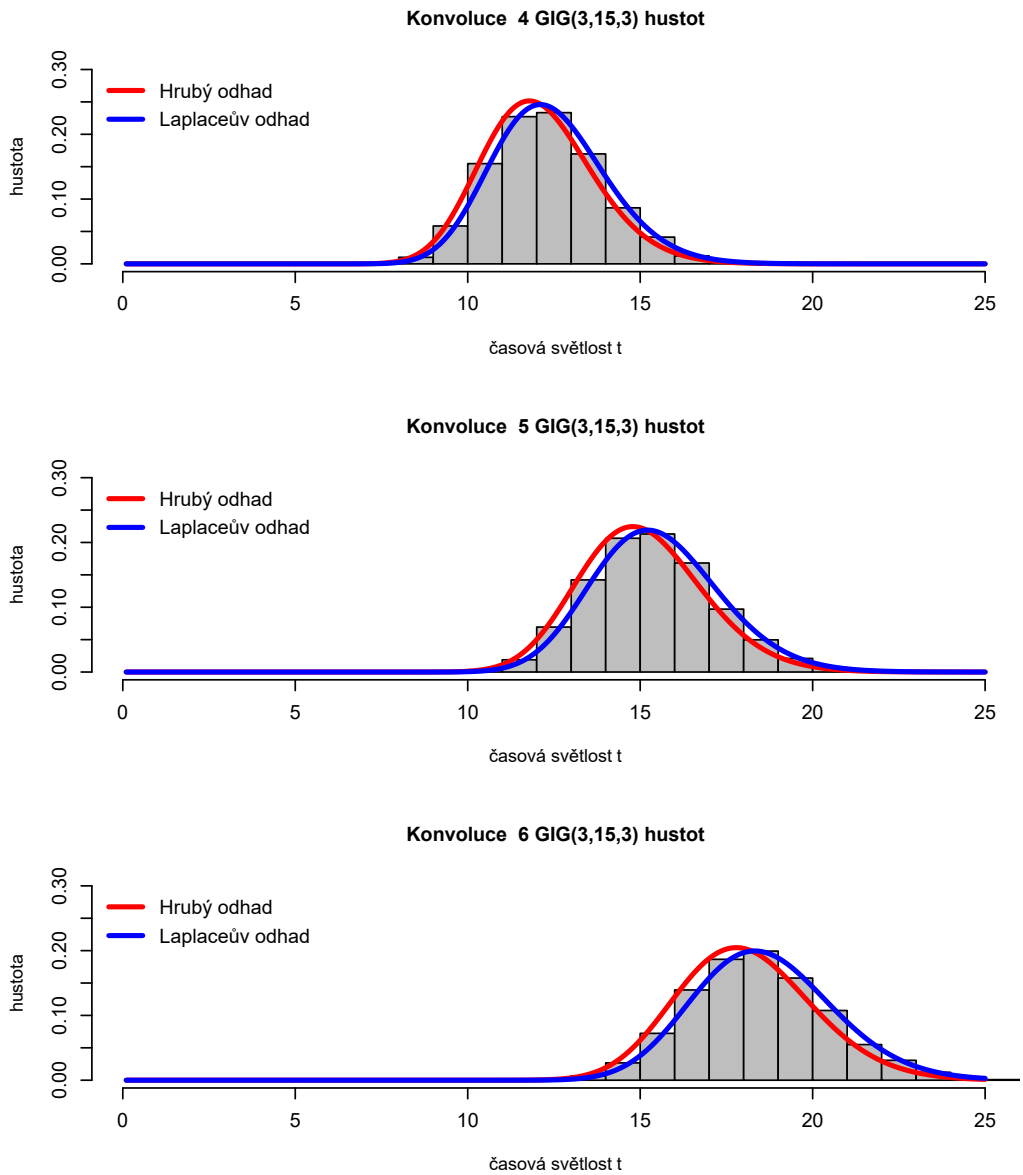 Konvoluce  4 GIG(3,15,3) hustot
Hrubý odhad
Laplaceův odhad
hustota
0.00 0.10 0.20 0.30
0 5 10 15 20 25
časová světlost t
Konvoluce  5 GIG(3,15,3) hustot
Hrubý odhad
Laplaceův odhad
hustota
0.00 0.10 0.20 0.30
0 5 10 15 20 25
časová světlost t
Konvoluce  6 GIG(3,15,3) hustot
Hrubý odhad
Laplaceův odhad
hustota
0.00 0.10 0.20 0.30
0 5 10 15 20 25
časová světlost t